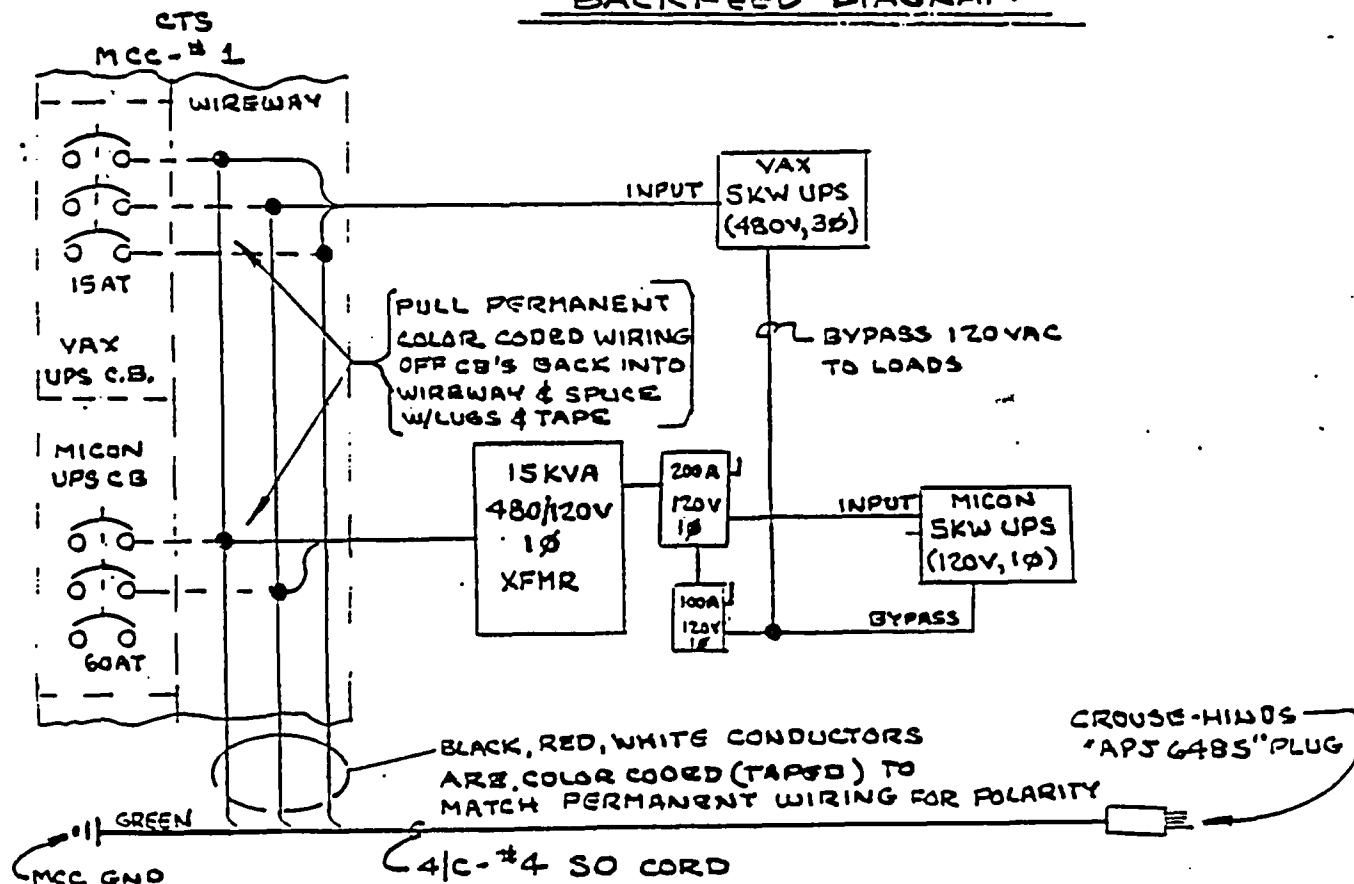 BACKFEED DIAGRAM
CTS
MCC-#1
WIREWAY
15AT
VAX
UPS C.B.
MICON
UPS CB
60AT
PULL PERMANENT
COLOR CODED WIRING
OFF CB'S BACK INTO
WIREWAY & SPLICE
W/LUGS & TAPE
INPUT
VAX
5KW UPS
(480V, 3Ø)
BYPASS 120VAC
TO LOADS
15KVA
480/120V
1Ø
XFMR
200A
120V
1Ø
100A
120V
1Ø
INPUT
MICON
5KW UPS
(120V, 1Ø)
BYPASS
BLACK, RED, WHITE CONDUCTORS
ARE COLOR COORD (TAPED) TO
MATCH PERMANENT WIRING FOR POLARITY
CROUSE-HINDS
"APJ 6485" PLUG
GREEN
MCC GND
4/C-#4 SO CORD